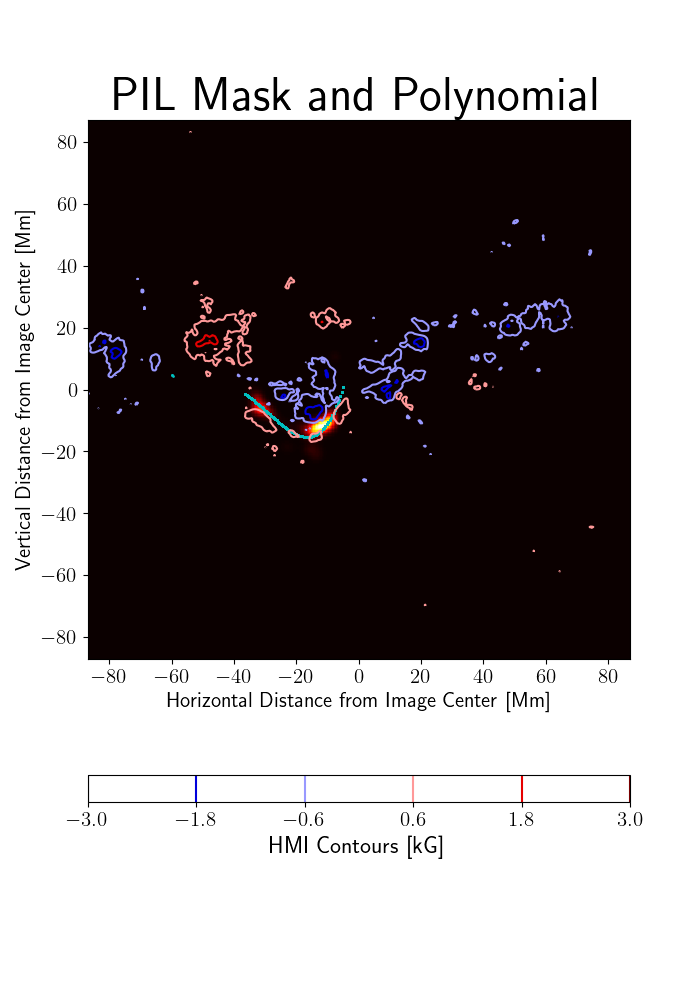 PIL Mask and Polynomial
80
60
40
20
0
−20
−40
−60
−80
Vertical Distance from Image Center [Mm]
−80 −60 −40 −20 0 20 40 60 80
Horizontal Distance from Image Center [Mm]
−3.0 −1.8 −0.6 0.6 1.8 3.0
HMI Contours [kG]